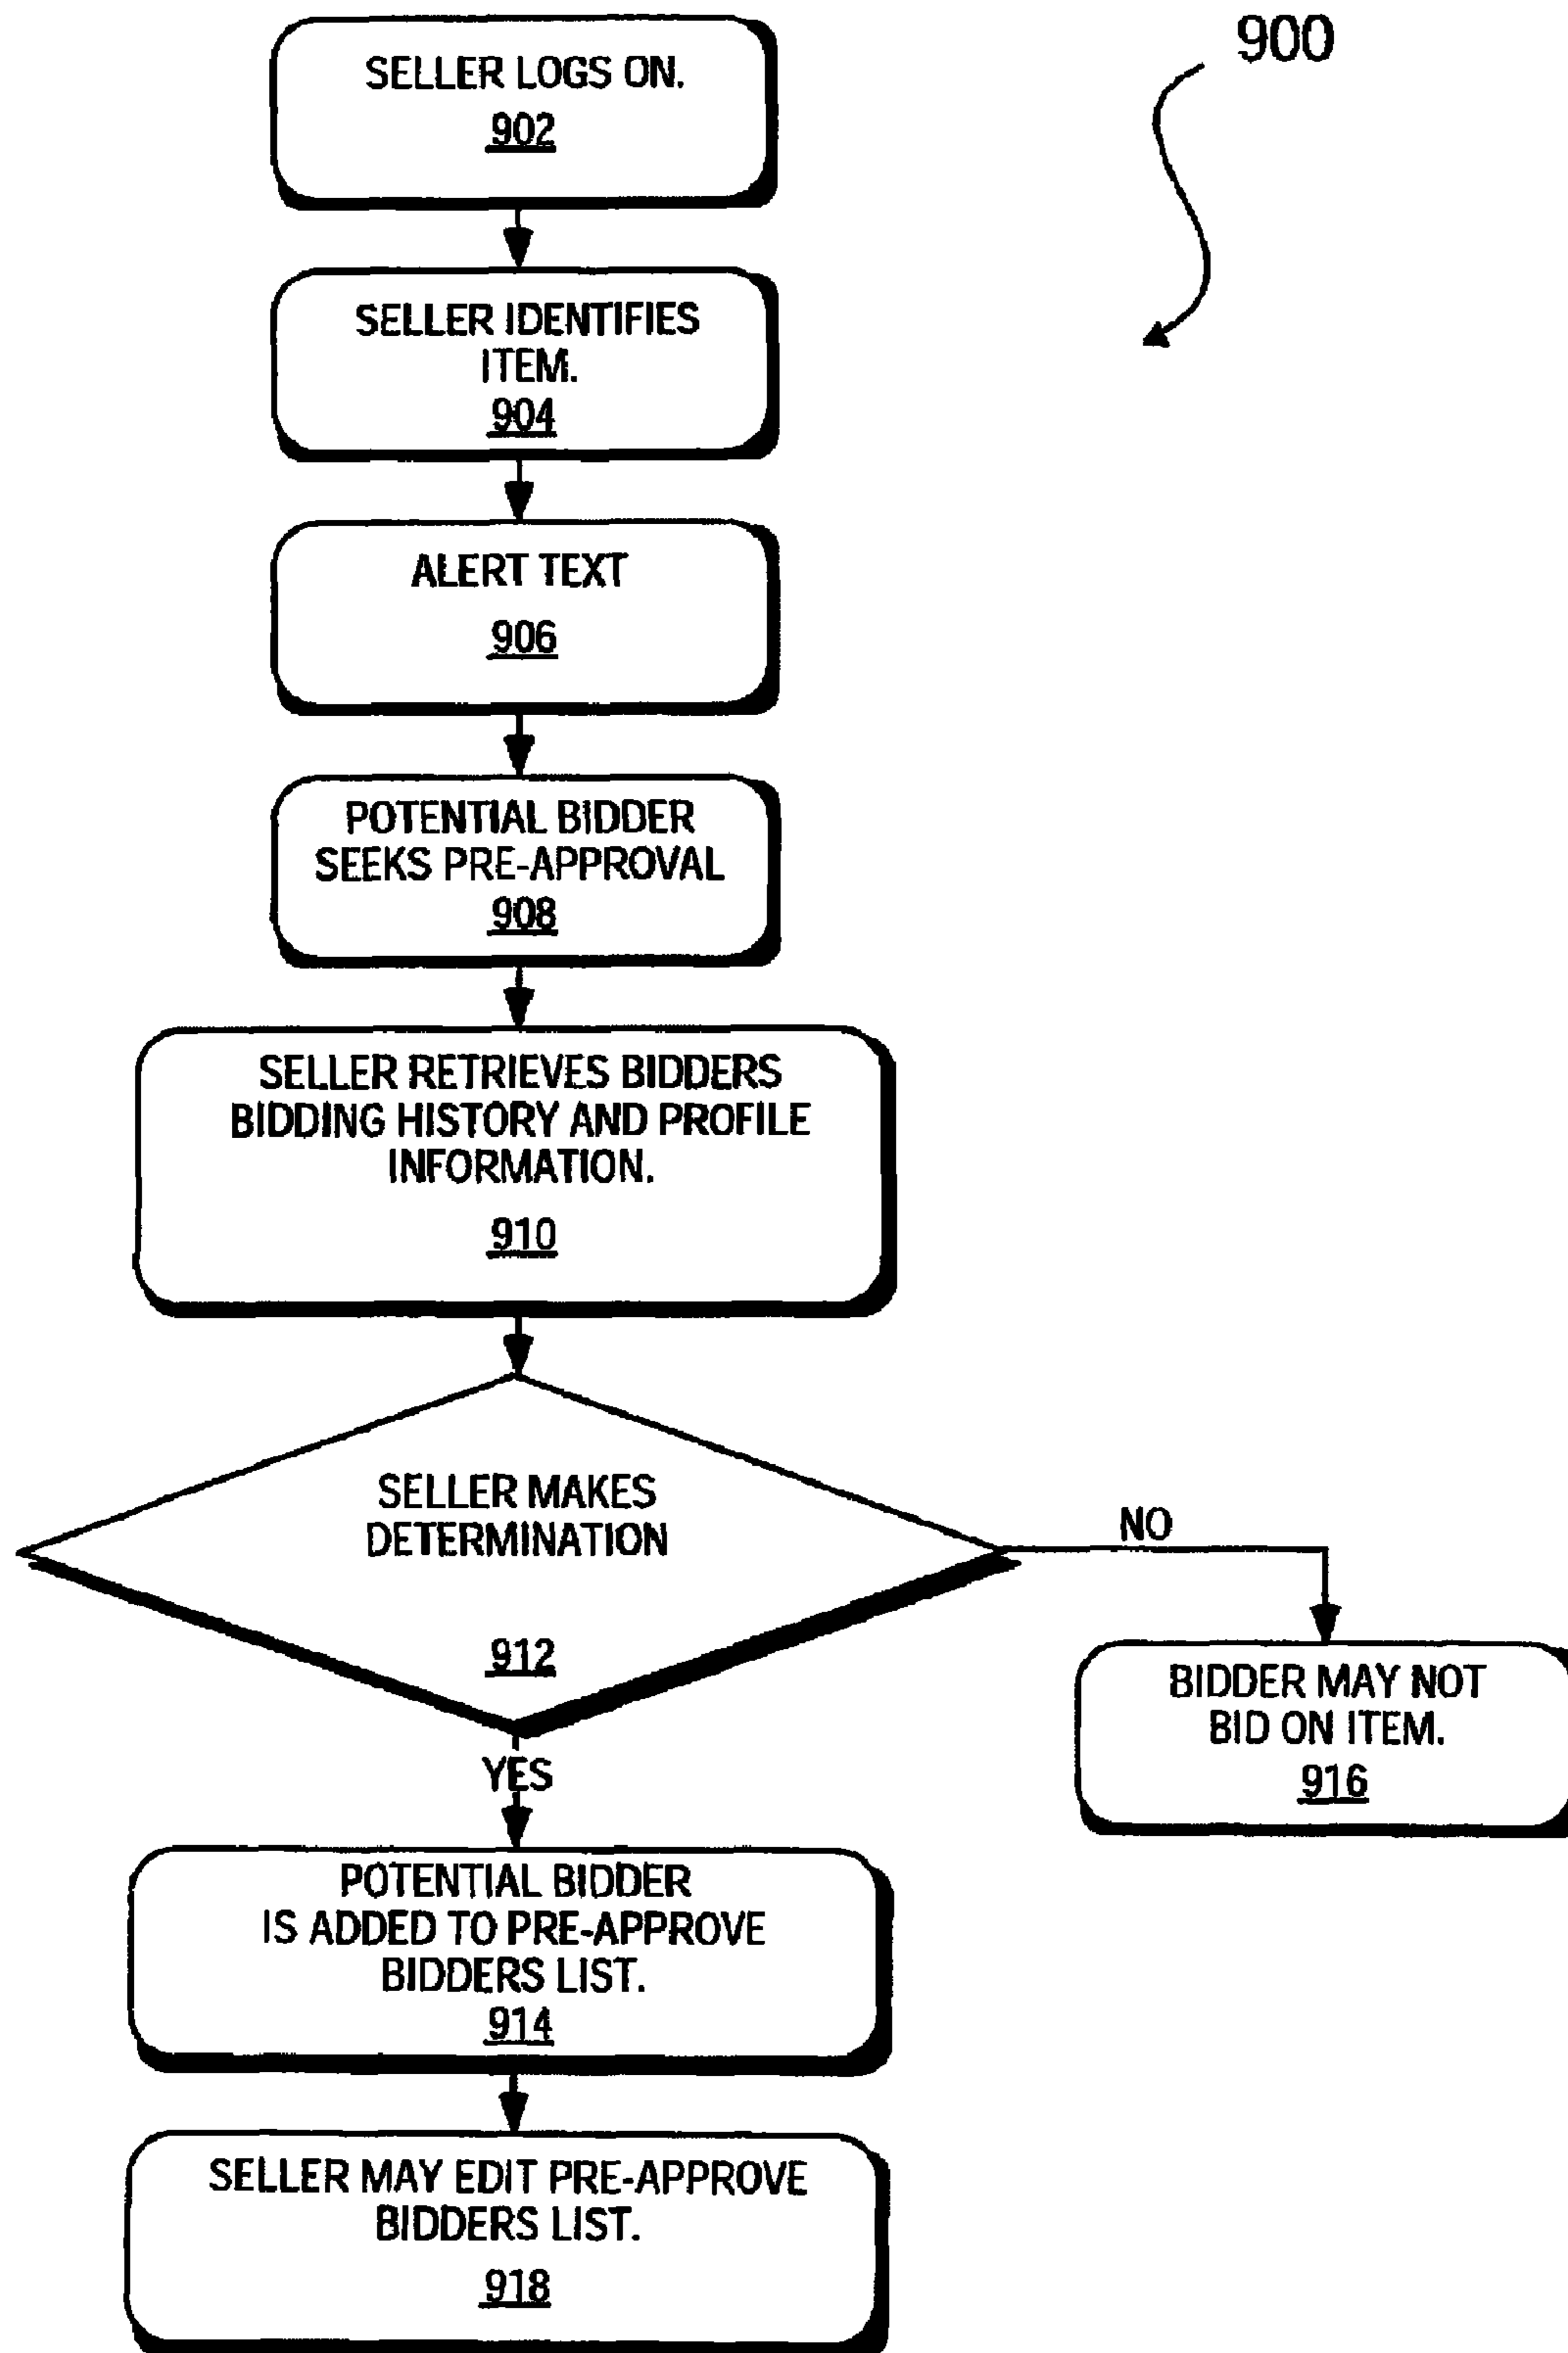 900
SELLER LOGS ON.
902
SELLER IDENTIFIES
ITEM.
904
ALERT TEXT
906
POTENTIAL BIDDER
SEEKS PRE-APPROVAL
908
SELLER RETRIEVES BIDDERS
BIDDING HISTORY AND PROFILE
INFORMATION.
910
SELLER MAKES
DETERMINATION
912
NO
BIDDER MAY NOT
BID ON ITEM.
916
YES
POTENTIAL BIDDER
IS ADDED TO PRE-APPROVE
BIDDERS LIST.
914
SELLER MAY EDIT PRE-APPROVE
BIDDERS LIST.
918